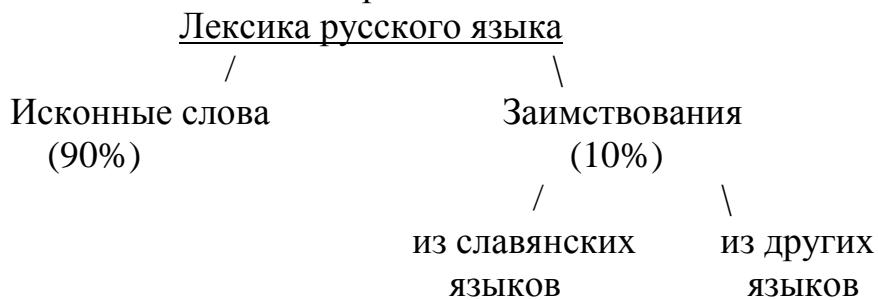 Лексика русского языка
/ \
Исконные слова Заимствования
(90%) (10%)
/ \
из славянских из других
языков языков